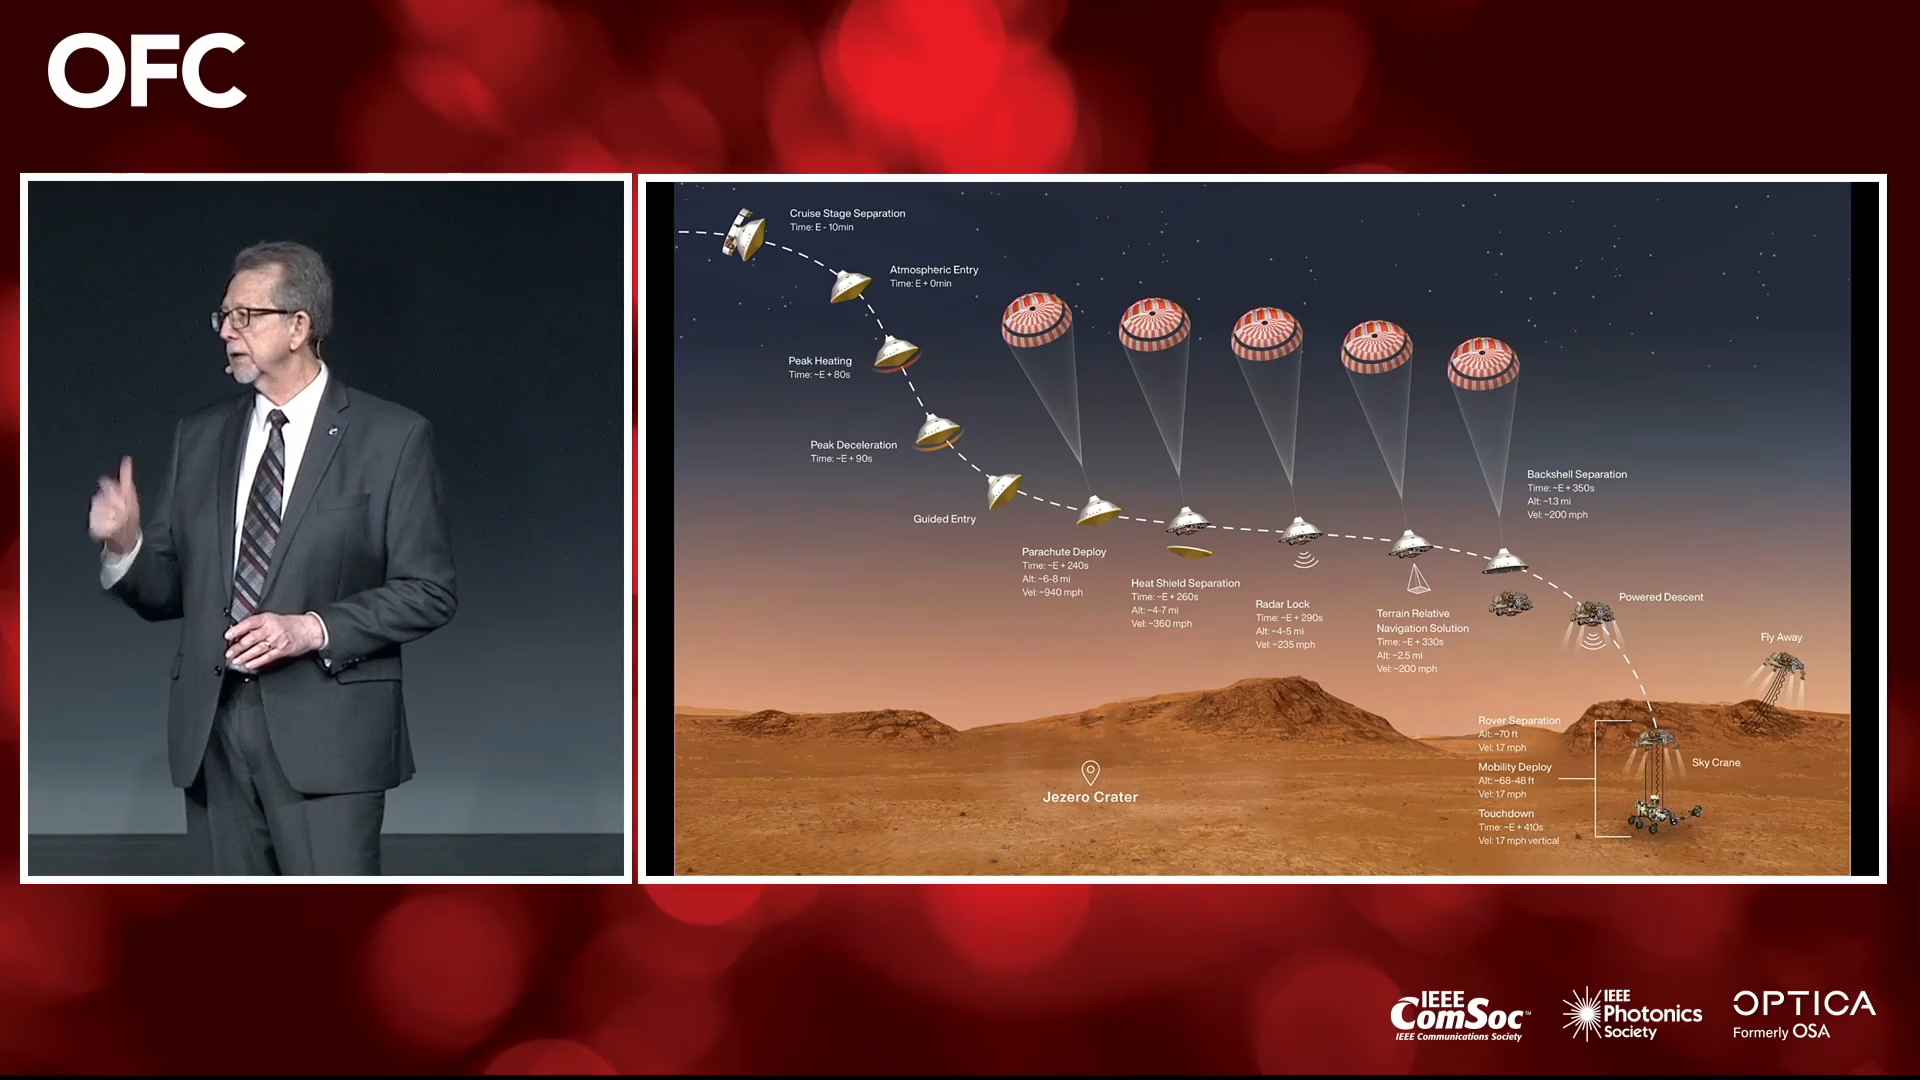 OFC
Cruise Stage Separation
Time: E - 10min
Atmospheric Entry
Time: E + 0min
Peak Heating
Time: ~E + 80s
Peak Deceleration
Time: ~E + 90s
Guided Entry
Parachute Deploy
Time: ~E + 240s
Alt: ~6-8 mi
Vel: ~940 mph
Heat Shield Separation
Time: ~E + 260s
Alt: ~4-7 mi
Vel: ~360 mph
Radar Lock
Time: ~E + 290s
Alt: ~4-5 mi
Vel: ~235 mph
Terrain Relative
Navigation Solution
Time: ~E + 330s
Alt: ~2.5 mi
Vel: ~200 mph
Backshell Separation
Time: ~E + 350s
Alt: ~1.3 mi
Vel: ~200 mph
Powered Descent
Fly Away
Rover Separation
Alt: ~70 ft
Vel: 1.7 mph
Mobility Deploy
Alt: ~68-48 ft
Vel: 1.7 mph
Touchdown
Time: ~E + 410s
Vel: 1.7 mph vertical
Sky Crane
Jezero Crater
IEEE
ComSoc™
IEEE Communications Society
IEEE
Photonics
Society
OPTICA
Formerly OSA